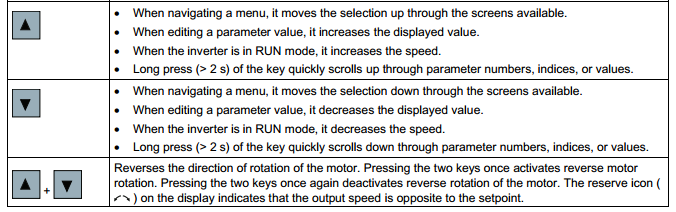 • When navigating a menu, it moves the selection up through the screens available.
• When editing a parameter value, it increases the displayed value.
• When the inverter is in RUN mode, it increases the speed.
• Long press (> 2 s) of the key quickly scrolls up through parameter numbers, indices, or values.
• When navigating a menu, it moves the selection down through the screens available.
• When editing a parameter value, it decreases the displayed value.
• When the inverter is in RUN mode, it decreases the speed.
• Long press (> 2 s) of the key quickly scrolls down through parameter numbers, indices, or values.
+
Reverses the direction of rotation of the motor. Pressing the two keys once activates reverse motor
rotation. Pressing the two keys once again deactivates reverse rotation of the motor. The reserve icon (
) on the display indicates that the output speed is opposite to the setpoint.